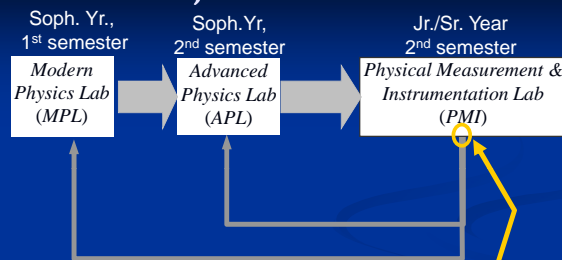 Soph. Yr.,
1st semester
Modern
Physics Lab
(MPL)
Soph.Yr,
2nd semester
Advanced
Physics Lab
(APL)
Jr./Sr. Year
2nd semester
Physical Measurement &
Instrumentation Lab
(PMI)